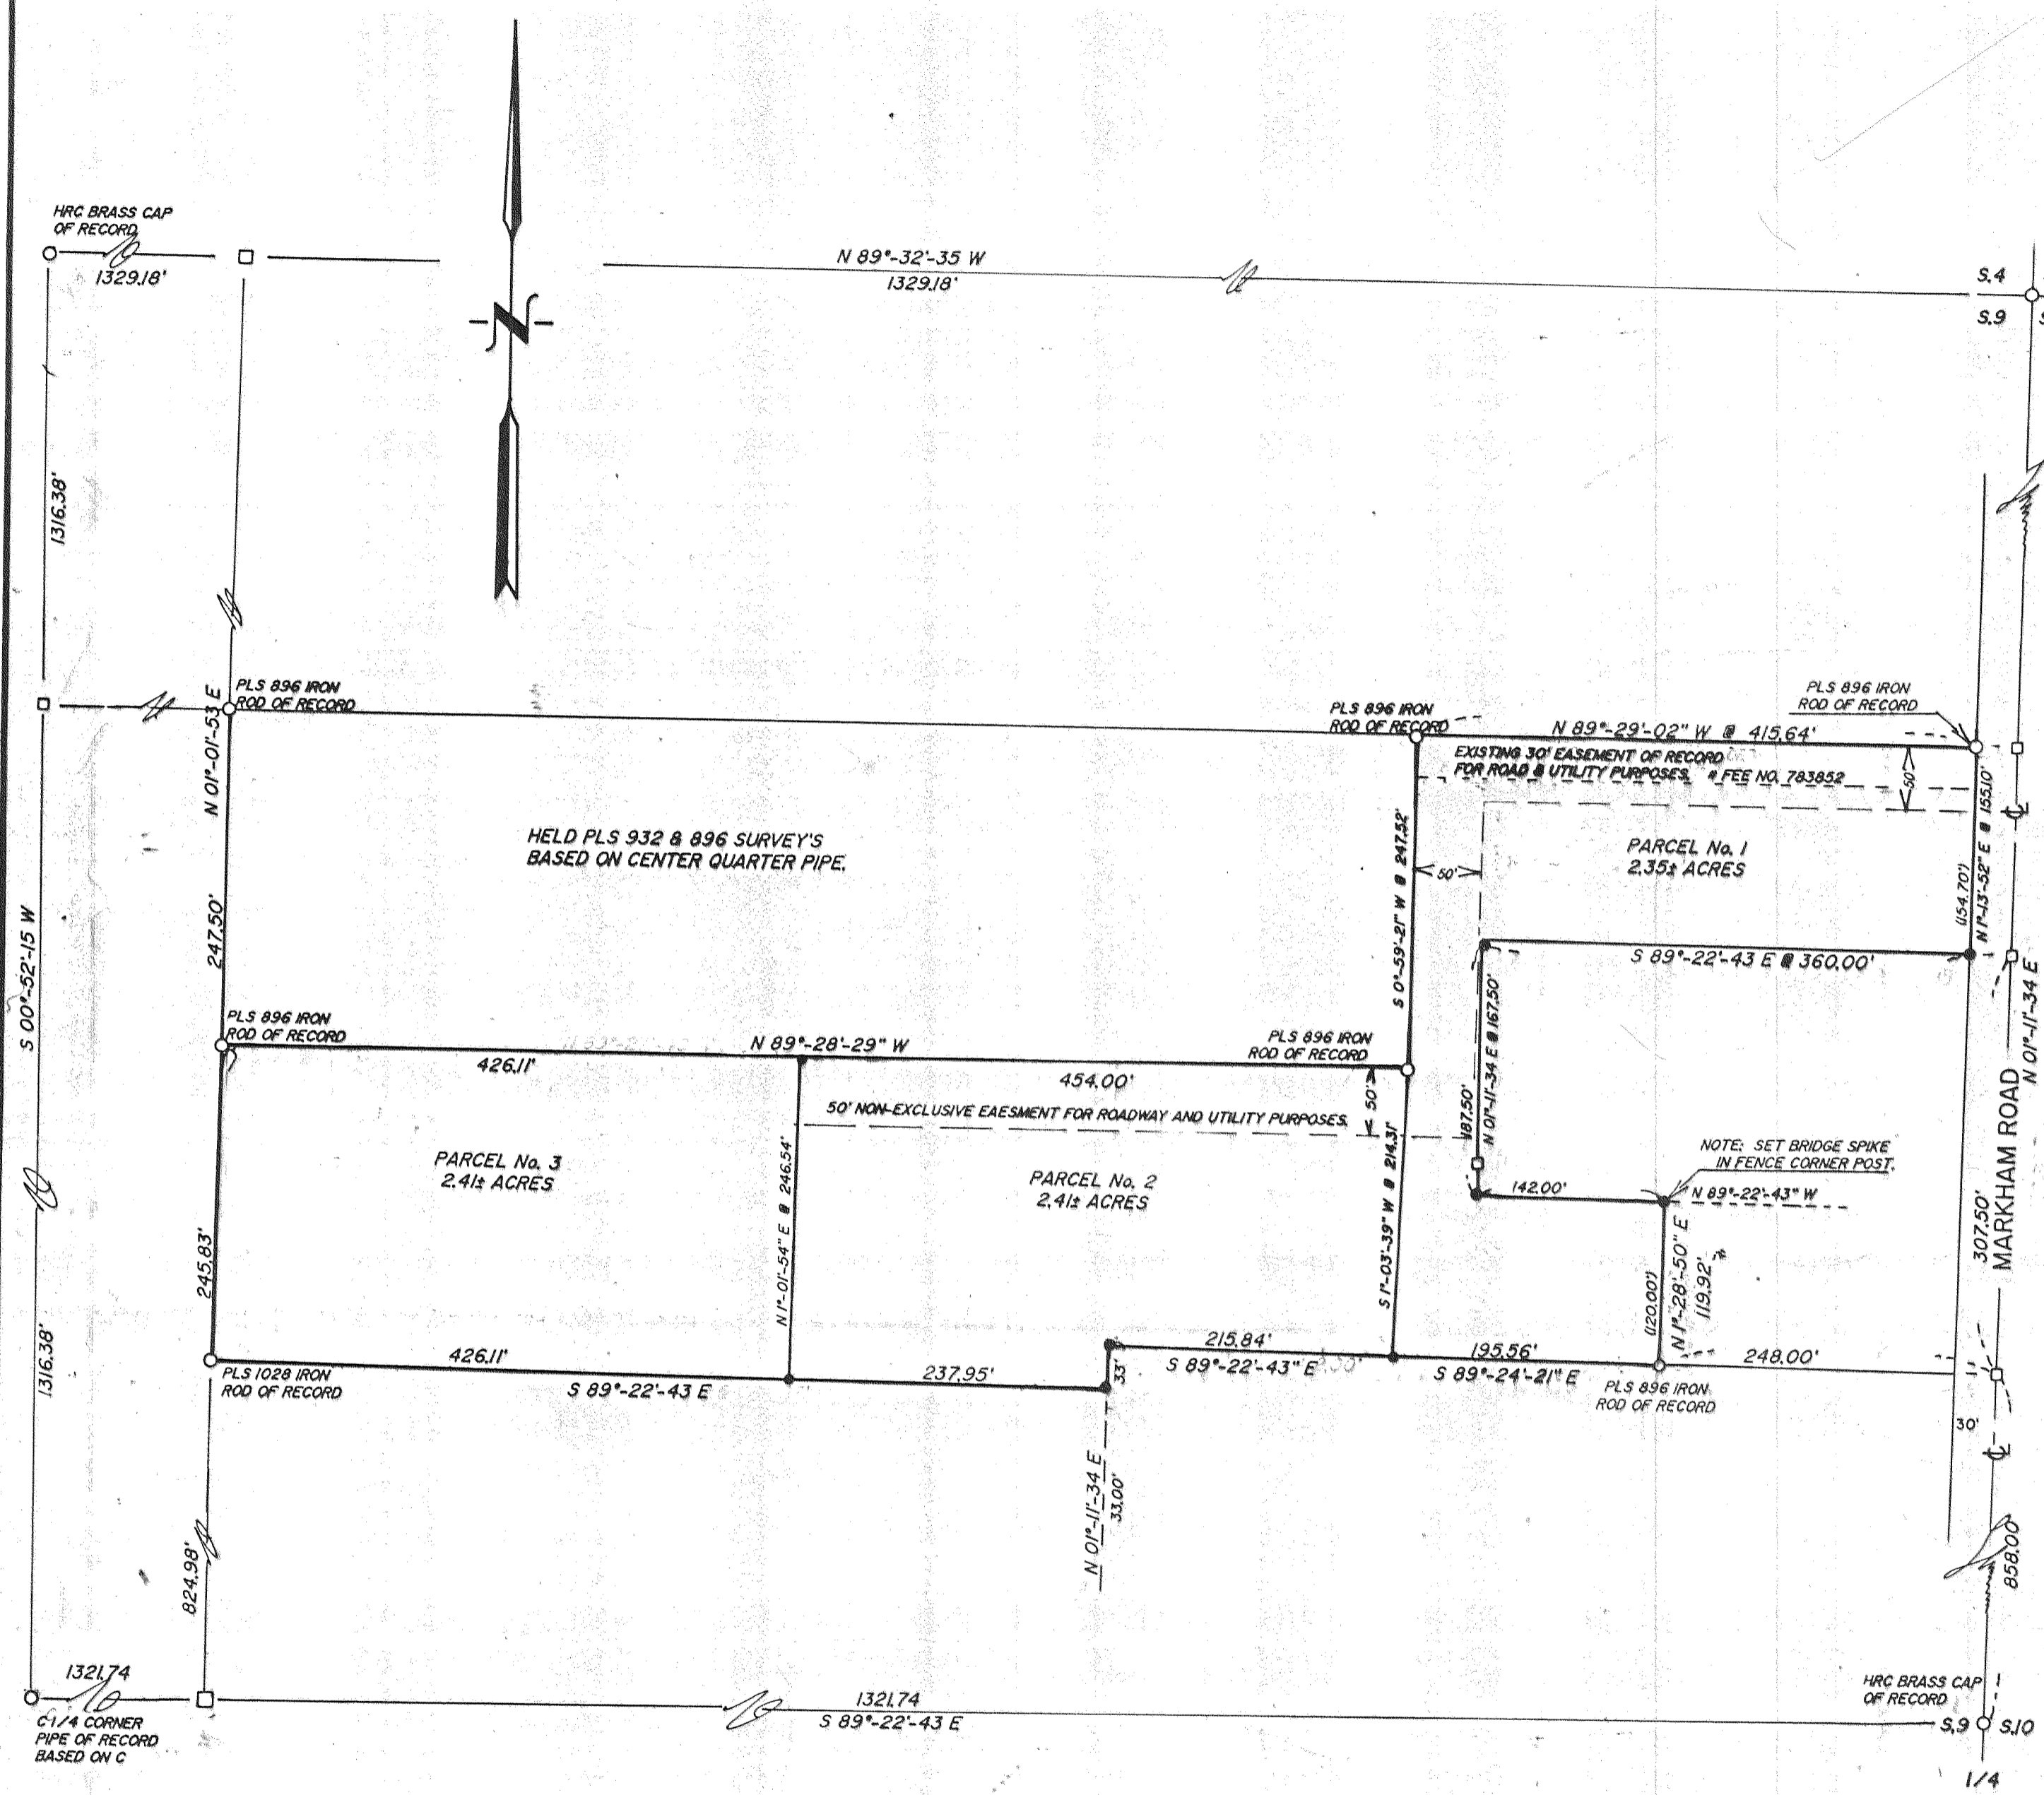 HRC BRASS CAP
OF RECORD
1329.18'
N 89°-32'-35 W
1329.18'
S.4
S.9
N
1316.38'
PLS 896 IRON
ROD OF RECORD
N 01°-01'-53 E
PLS 896 IRON
ROD OF RECORD
PLS 896 IRON
ROD OF RECORD
N 89°-29'-02" W @ 415.64'
EXISTING 30' EASEMENT OF RECORD
FOR ROAD & UTILITY PURPOSES. # FEE NO. 783852
50'
N 1°-13'-52" E @ 155.10'
(154.70')
HELD PLS 932 & 896 SURVEY'S
BASED ON CENTER QUARTER PIPE.
PARCEL No. 1
2.35± ACRES
50'
S 0°-59'-21" W @ 247.52'
247.50'
S 00°-52'-15 W
S 89°-22'-43 E @ 360.00'
N 01°-11'-34 E @ 167.50'
187.50'
N 01°-11'-34 E
PLS 896 IRON
ROD OF RECORD
N 89°-28'-29" W
PLS 896 IRON
ROD OF RECORD
426.11'
454.00'
50' NON-EXCLUSIVE EAESMENT FOR ROADWAY AND UTILITY PURPOSES.
50'
PARCEL No. 3
2.41± ACRES
PARCEL No. 2
2.41± ACRES
N 1°-01'-54" E @ 246.54'
S 1°-03'-39" W @ 214.31'
NOTE: SET BRIDGE SPIKE
IN FENCE CORNER POST.
142.00'
N 89°-22'-43" W
245.83'
(120.00')
N 1°-28'-50" E
119.92'
307.50'
MARKHAM ROAD
1316.38'
426.11'
S 89°-22'-43 E
237.95'
33'
215.84'
S 89°-22'-43" E
195.56'
S 89°-24'-21" E
248.00'
PLS 1028 IRON
ROD OF RECORD
PLS 896 IRON
ROD OF RECORD
30'
N 01°-11'-34 E
33.00'
824.98'
858.00
1321.74
1321.74
S 89°-22'-43 E
C 1/4 CORNER
PIPE OF RECORD
BASED ON C
HRC BRASS CAP
OF RECORD
S.9
S.10
1/4